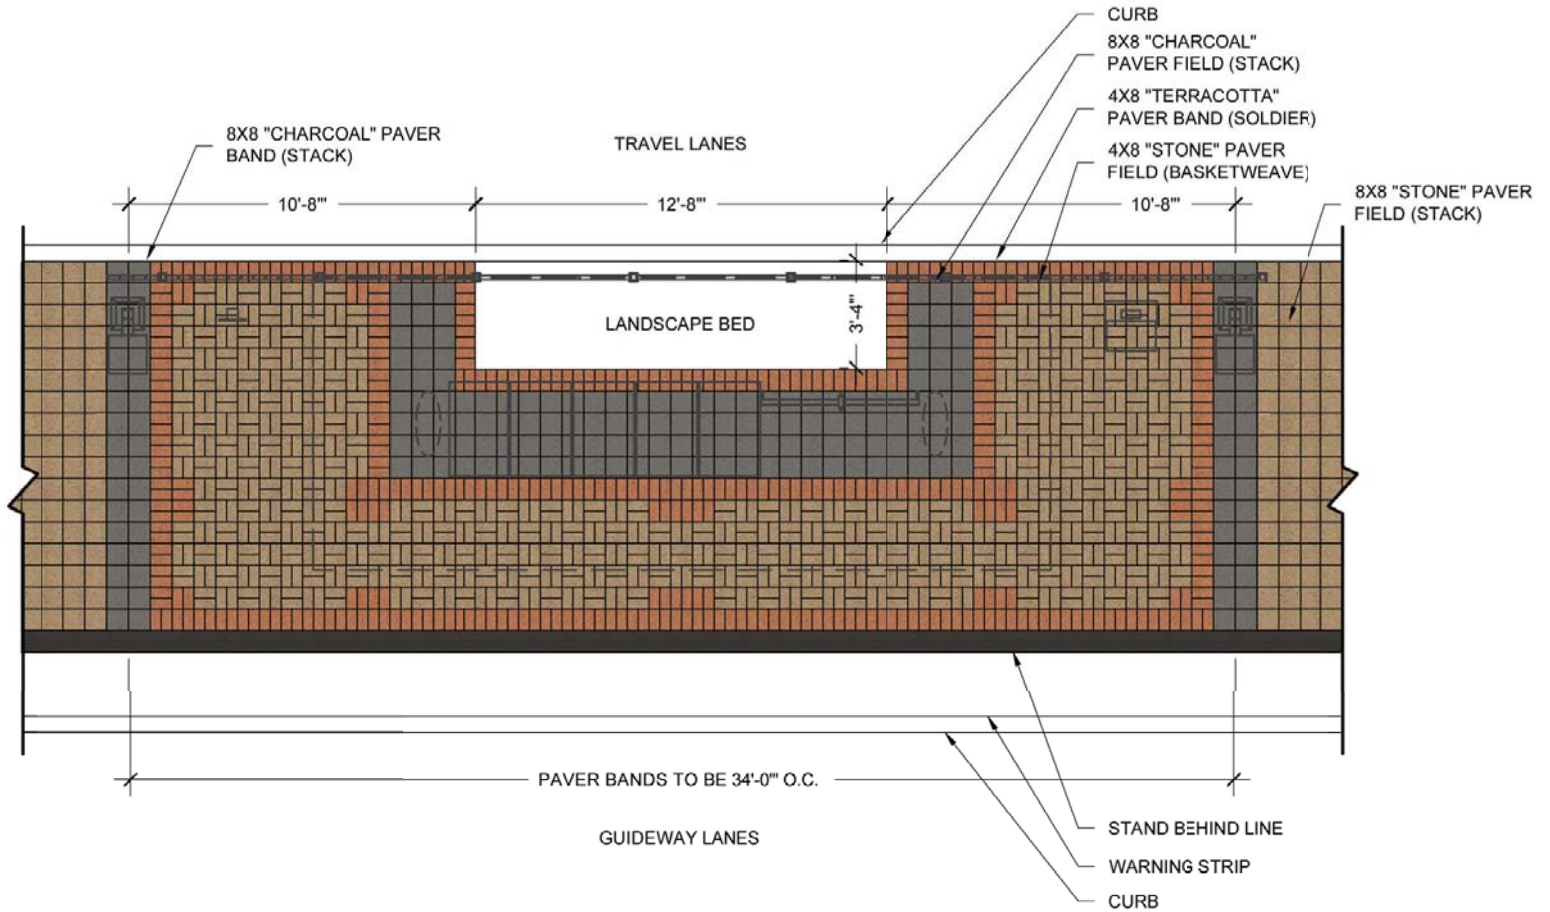 CURB
8X8 "CHARCOAL"
PAVER FIELD (STACK)
4X8 "TERRACOTTA"
PAVER BAND (SOLDIER)
8X8 "CHARCOAL" PAVER
BAND (STACK)
TRAVEL LANES
4X8 "STONE" PAVER
FIELD (BASKETWEAVE)
8X8 "STONE" PAVER
FIELD (STACK)
10'-8"'
12'-8"'
10'-8"'
LANDSCAPE BED
3'-4"'
PAVER BANDS TO BE 34'-0"' O.C.
GUIDEWAY LANES
STAND BEHIND LINE
WARNING STRIP
CURB